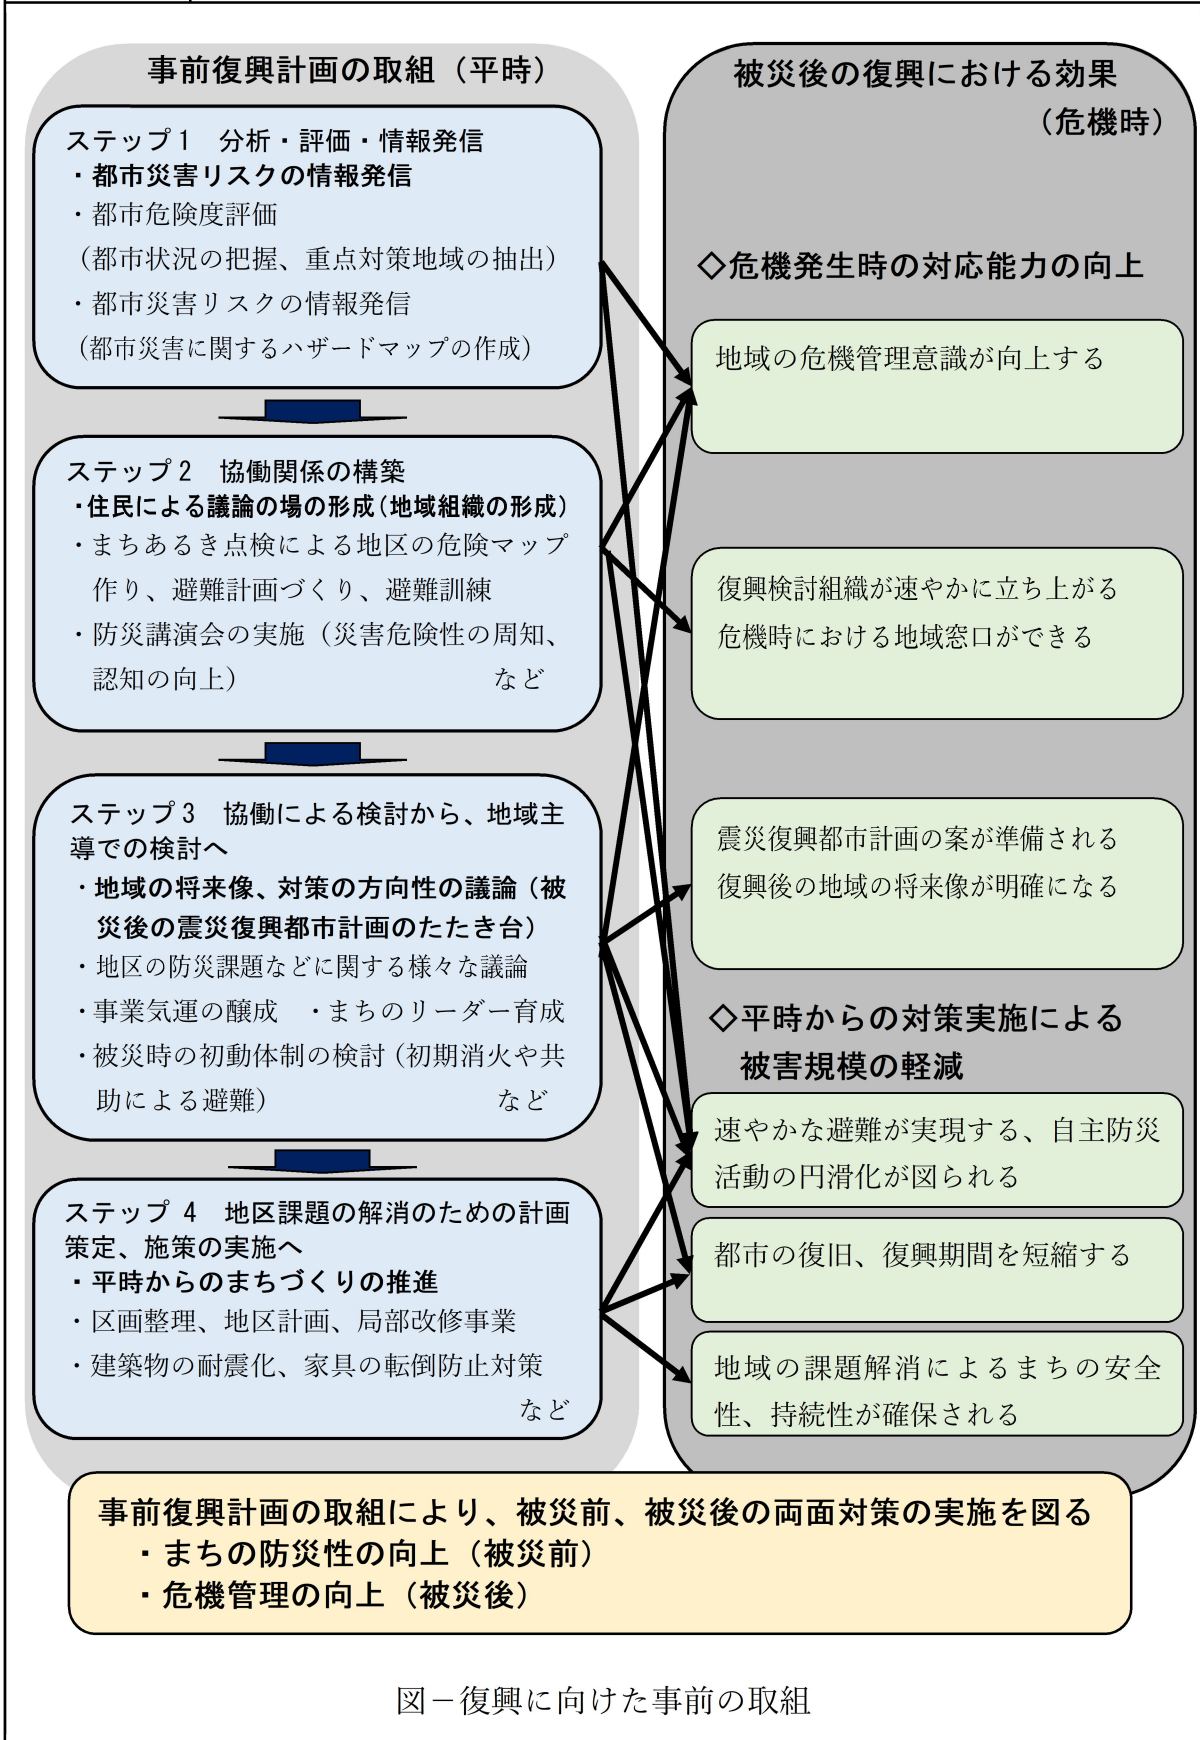 事前復興計画の取組（平時）
ステップ1　分析・評価・情報発信
・都市災害リスクの情報発信
・都市危険度評価
（都市状況の把握、重点対策地域の抽出）
・都市災害リスクの情報発信
（都市災害に関するハザードマップの作成）
ステップ2　協働関係の構築
・住民による議論の場の形成（地域組織の形成）
・まちあるき点検による地区の危険マップ
作り、避難計画づくり、避難訓練
・防災講演会の実施（災害危険性の周知、
認知の向上）　など
ステップ3　協働による検討から、地域主
導での検討へ
・地域の将来像、対策の方向性の議論（被
災後の震災復興都市計画のたたき台）
・地区の防災課題などに関する様々な議論
・事業気運の醸成　・まちのリーダー育成
・被災時の初動体制の検討（初期消火や共
助による避難）　など
ステップ 4　地区課題の解消のための計画
策定、施策の実施へ
・平時からのまちづくりの推進
・区画整理、地区計画、局部改修事業
・建築物の耐震化、家具の転倒防止対策
など
被災後の復興における効果
（危機時）
◇危機発生時の対応能力の向上
地域の危機管理意識が向上する
復興検討組織が速やかに立ち上がる
危機時における地域窓口ができる
震災復興都市計画の案が準備される
復興後の地域の将来像が明確になる
◇平時からの対策実施による
被害規模の軽減
速やかな避難が実現する、自主防災
活動の円滑化が図られる
都市の復旧、復興期間を短縮する
地域の課題解消によるまちの安全
性、持続性が確保される
事前復興計画の取組により、被災前、被災後の両面対策の実施を図る
・まちの防災性の向上（被災前）
・危機管理の向上（被災後）
図－復興に向けた事前の取組